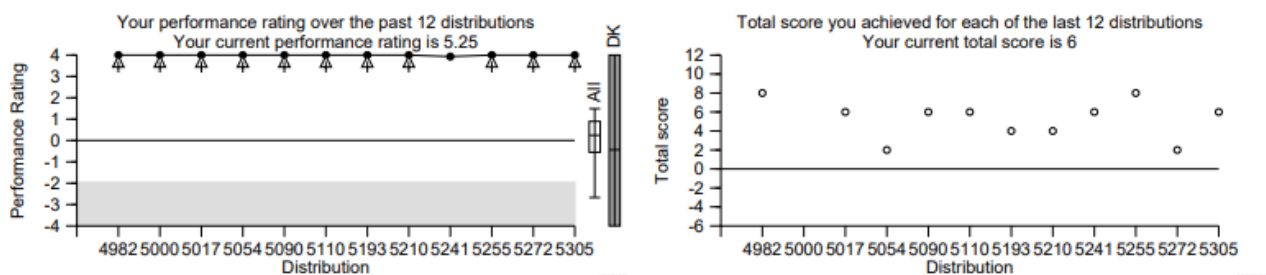 Your performance rating over the past 12 distributions
Your current performance rating is 5.25
Performance Rating
4
3
2
1
0
-1
-2
-3
-4
4982 5000 5017 5054 5090 5110 5193 5210 5241 5255 5272 5305
Distribution
All
DK
Total score you achieved for each of the last 12 distributions
Your current total score is 6
Total score
12
10
8
6
4
2
0
-2
-4
-6
4982 5000 5017 5054 5090 5110 5193 5210 5241 5255 5272 5305
Distribution